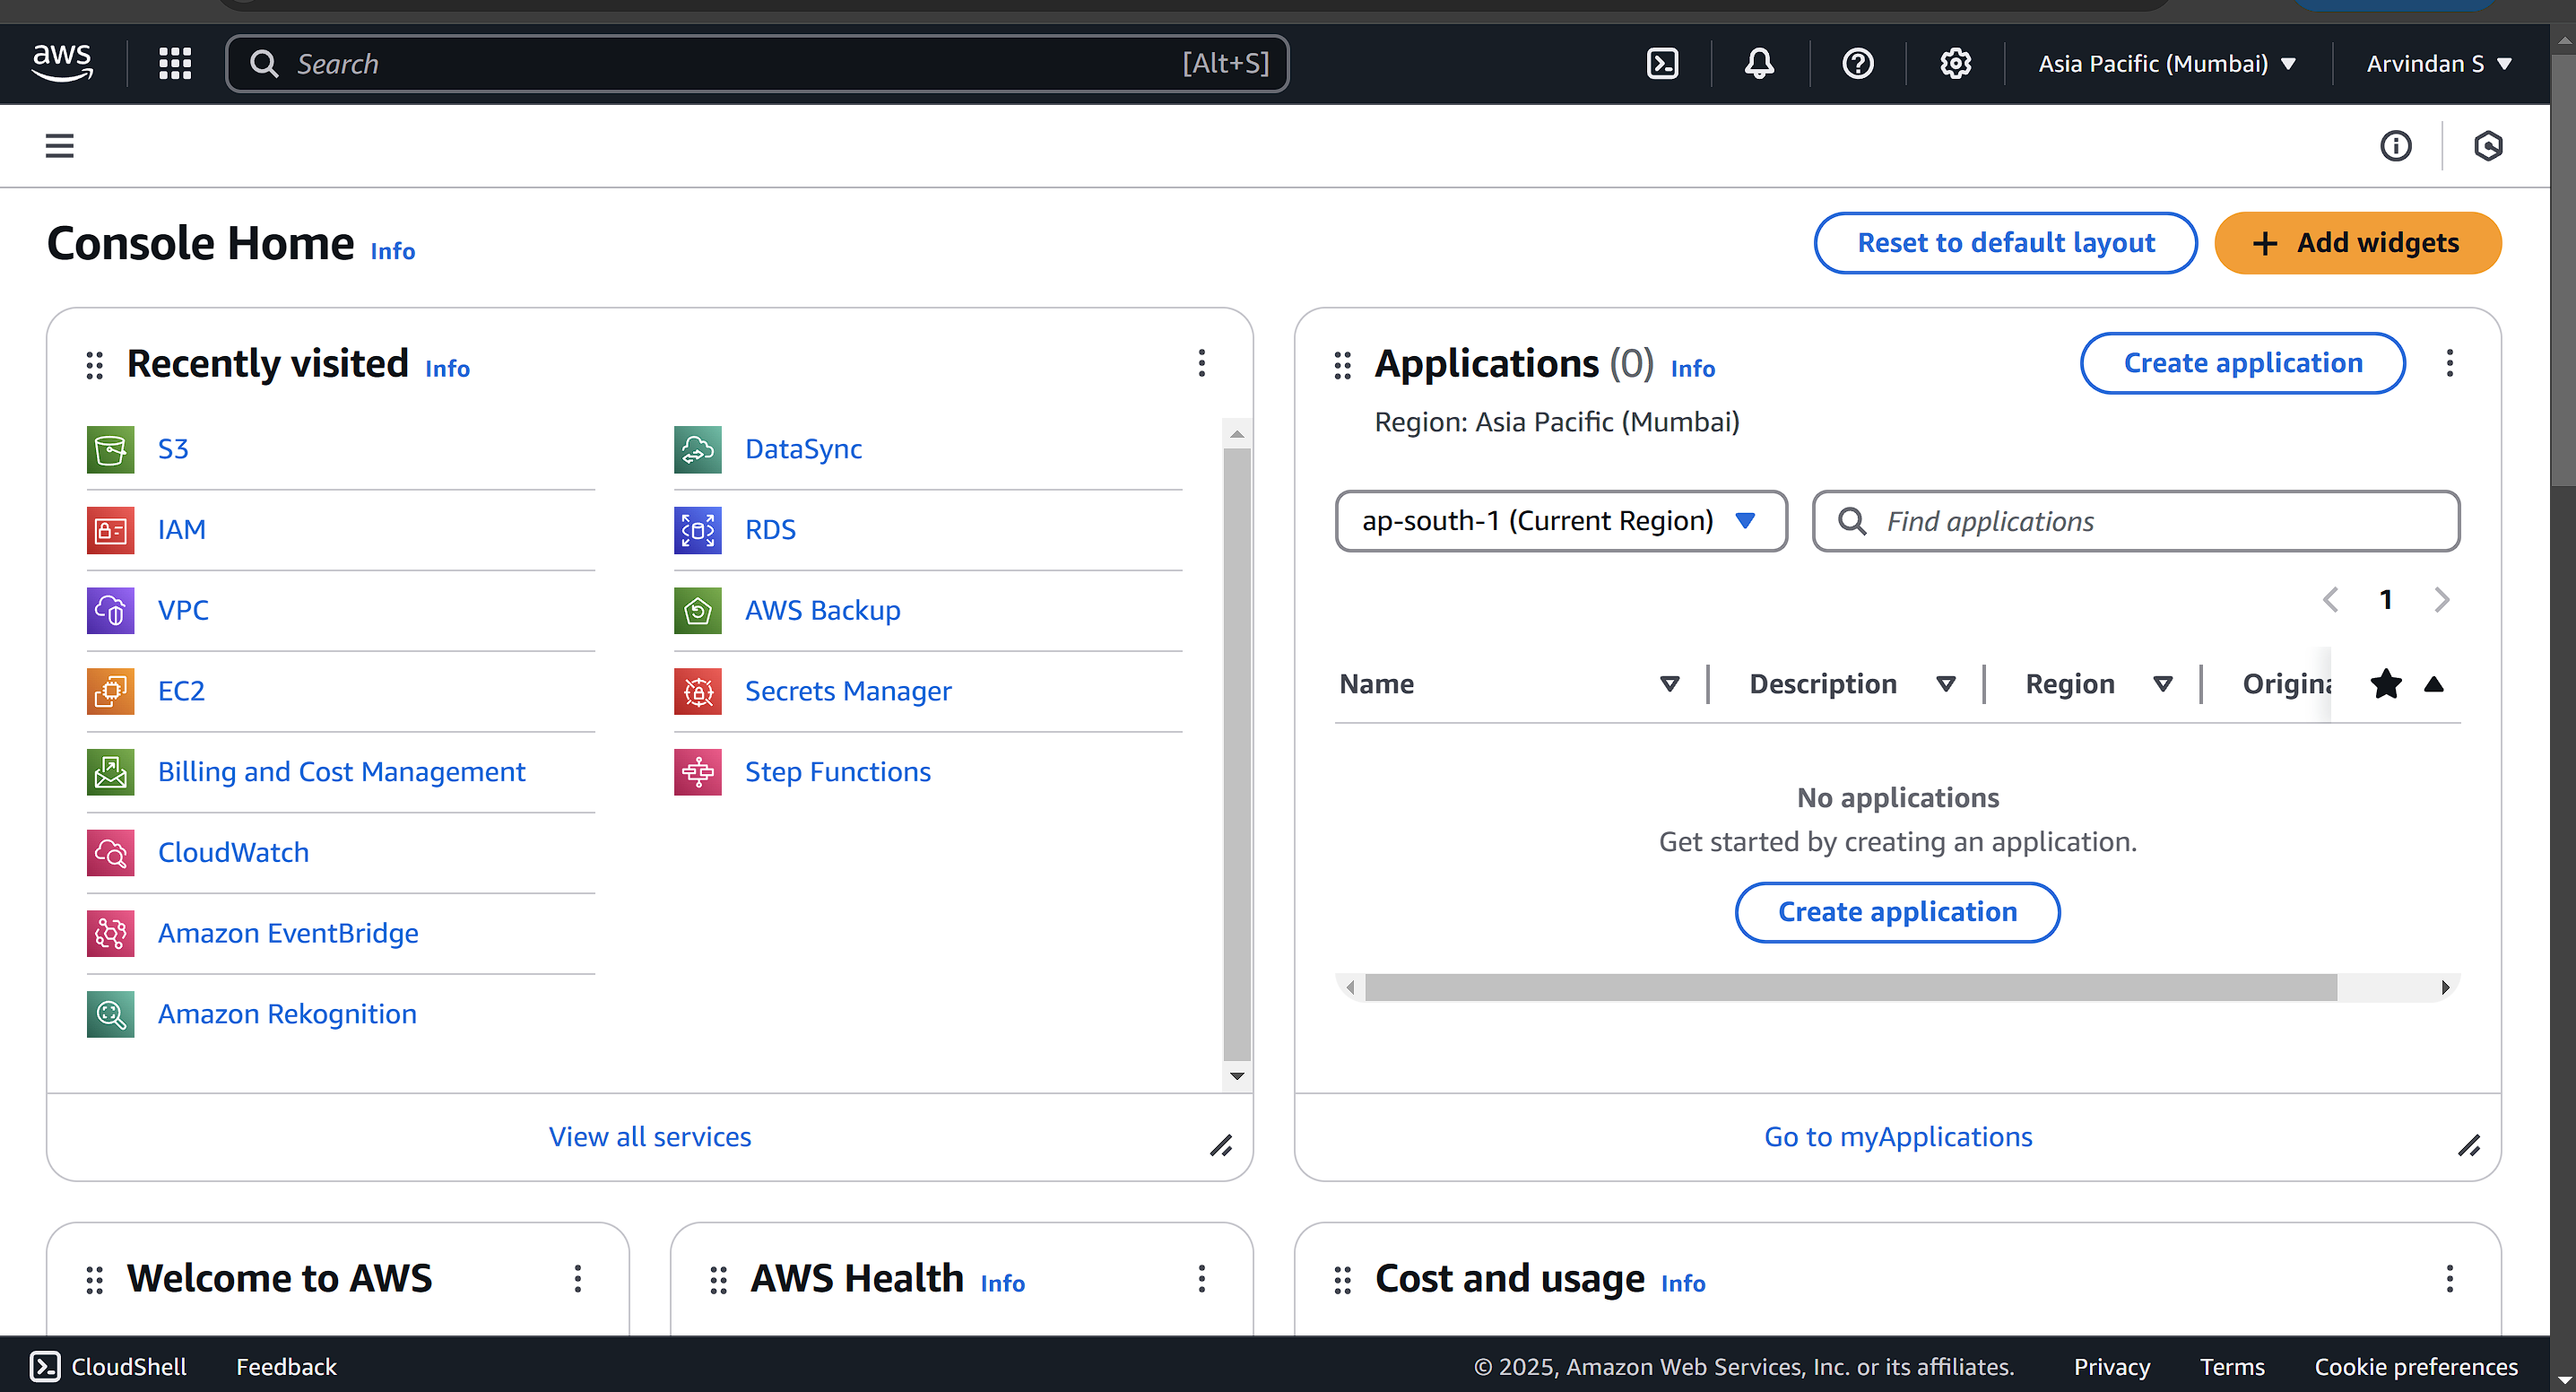 aws
Search [Alt+S]
Asia Pacific (Mumbai)
Arvindan S
Console Home Info
Reset to default layout
+ Add widgets
Recently visited Info
S3
IAM
VPC
EC2
Billing and Cost Management
CloudWatch
Amazon EventBridge
Amazon Rekognition
DataSync
RDS
AWS Backup
Secrets Manager
Step Functions
View all services
Applications (0) Info
Create application
Region: Asia Pacific (Mumbai)
ap-south-1 (Current Region)
Find applications
1
Name Description Region Origina
No applications
Get started by creating an application.
Create application
Go to myApplications
Welcome to AWS
AWS Health Info
Cost and usage Info
CloudShell Feedback © 2025, Amazon Web Services, Inc. or its affiliates. Privacy Terms Cookie preferences